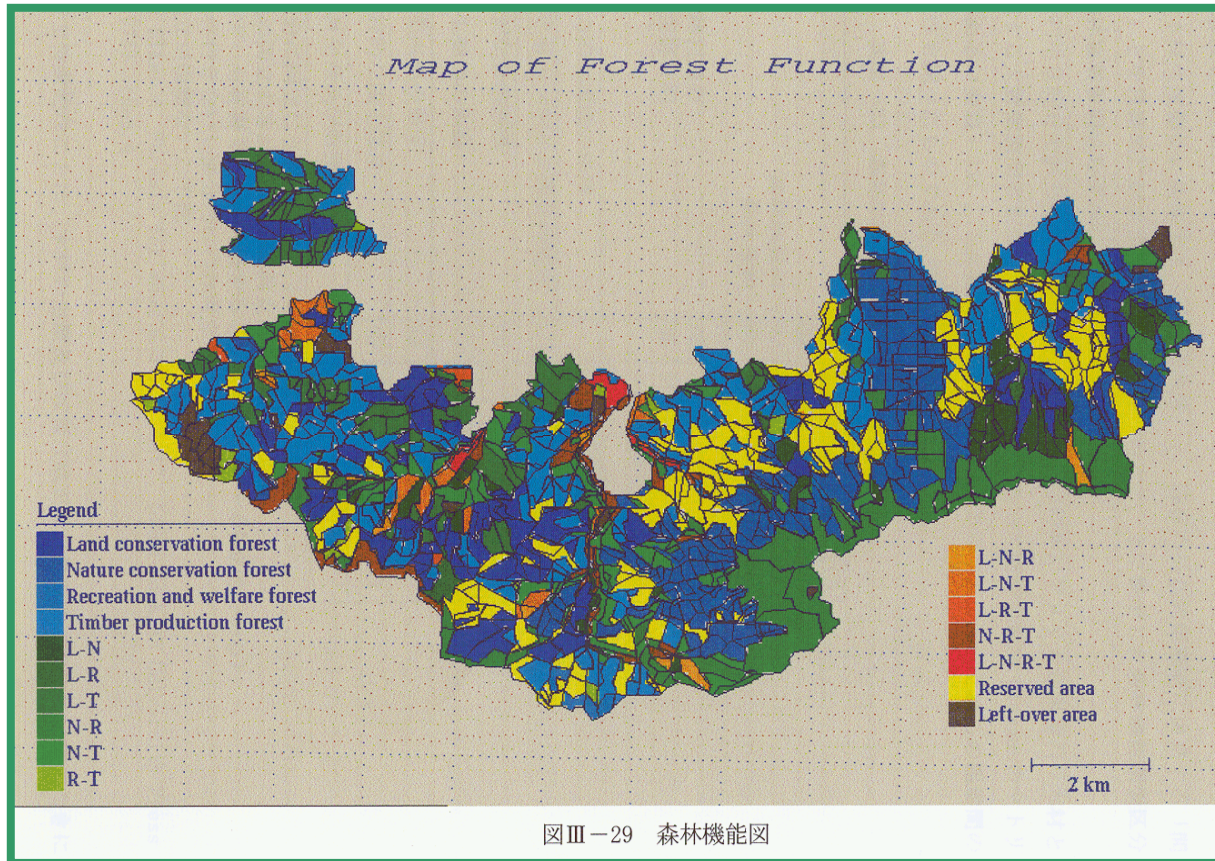 Map of Forest Function
Legend
Land conservation forest
Nature conservation forest
Recreation and welfare forest
Timber production forest
L-N
L-R
L-T
N-R
N-T
R-T
L-N-R
L-N-T
L-R-T
N-R-T
L-N-R-T
Reserved area
Left-over area
2 km
図Ⅲ-29 森林機能図